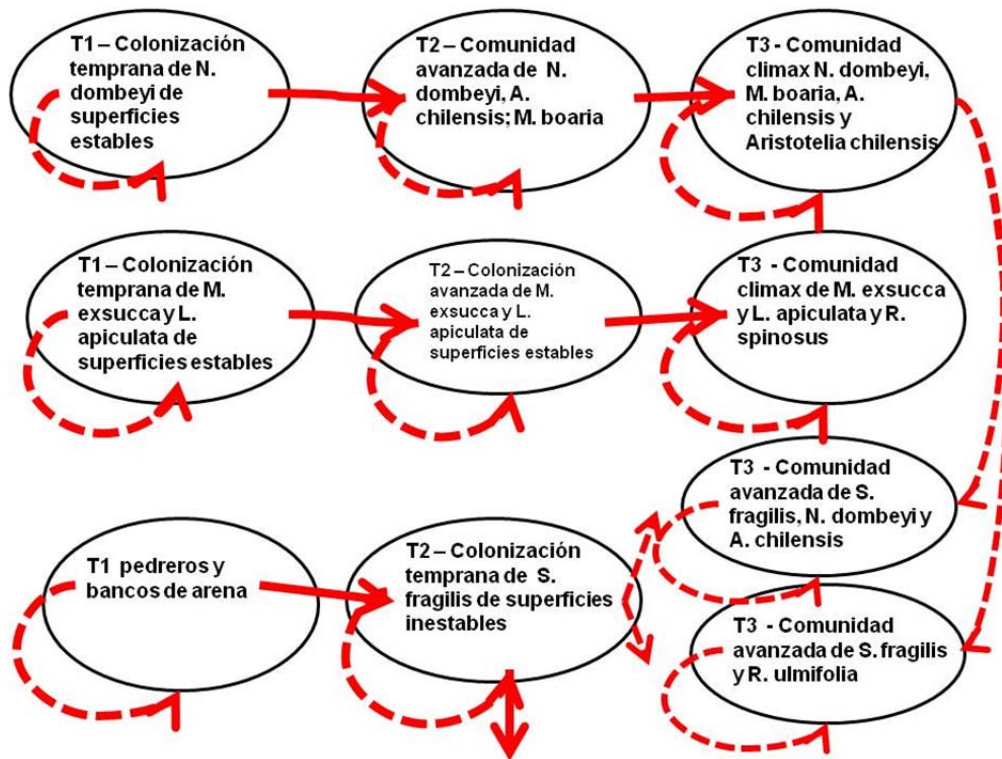 T1 – Colonización
temprana de N.
dombeyi de
superficies
estables
T2 – Comunidad
avanzada de N.
dombeyi, A.
chilensis; M. boaria
T3 - Comunidad
climax N. dombeyi,
M. boaria, A.
chilensis y
Aristotelia chilensis
T1 – Colonización
temprana de M.
exsucca y L.
apiculata de
superficies estables
T2 – Colonización
avanzada de M.
exsucca y L.
apiculata de
superficies estables
T3 - Comunidad
climax de M. exsucca
y L. apiculata y R.
spinosus
T3 - Comunidad
avanzada de S.
fragilis, N. dombeyi y
A. chilensis
T1 pedreros y
bancos de arena
T2 – Colonización
temprana de S.
fragilis de superficies
inestables
T3 - Comunidad
avanzada de S. fragilis
y R. ulmifolia